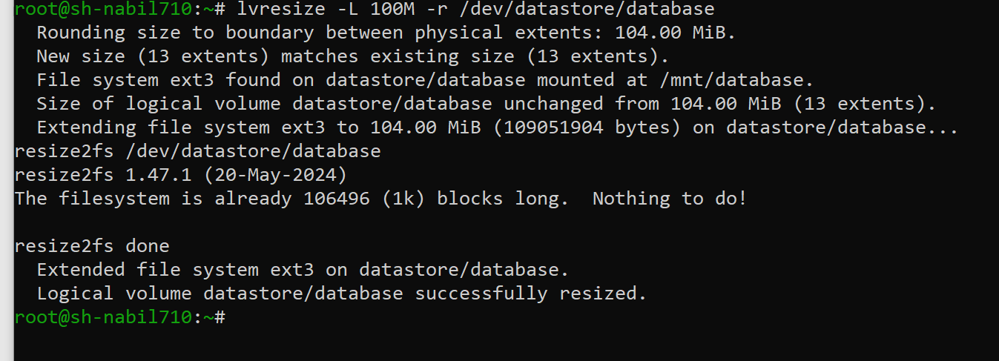 root@sh-nabil710:~# lvresize -L 100M -r /dev/datastore/database
  Rounding size to boundary between physical extents: 104.00 MiB.
  New size (13 extents) matches existing size (13 extents).
  File system ext3 found on datastore/database mounted at /mnt/database.
  Size of logical volume datastore/database unchanged from 104.00 MiB (13 extents).
  Extending file system ext3 to 104.00 MiB (109051904 bytes) on datastore/database...
resize2fs /dev/datastore/database
resize2fs 1.47.1 (20-May-2024)
The filesystem is already 106496 (1k) blocks long.  Nothing to do!

resize2fs done
  Extended file system ext3 on datastore/database.
  Logical volume datastore/database successfully resized.
root@sh-nabil710:~#